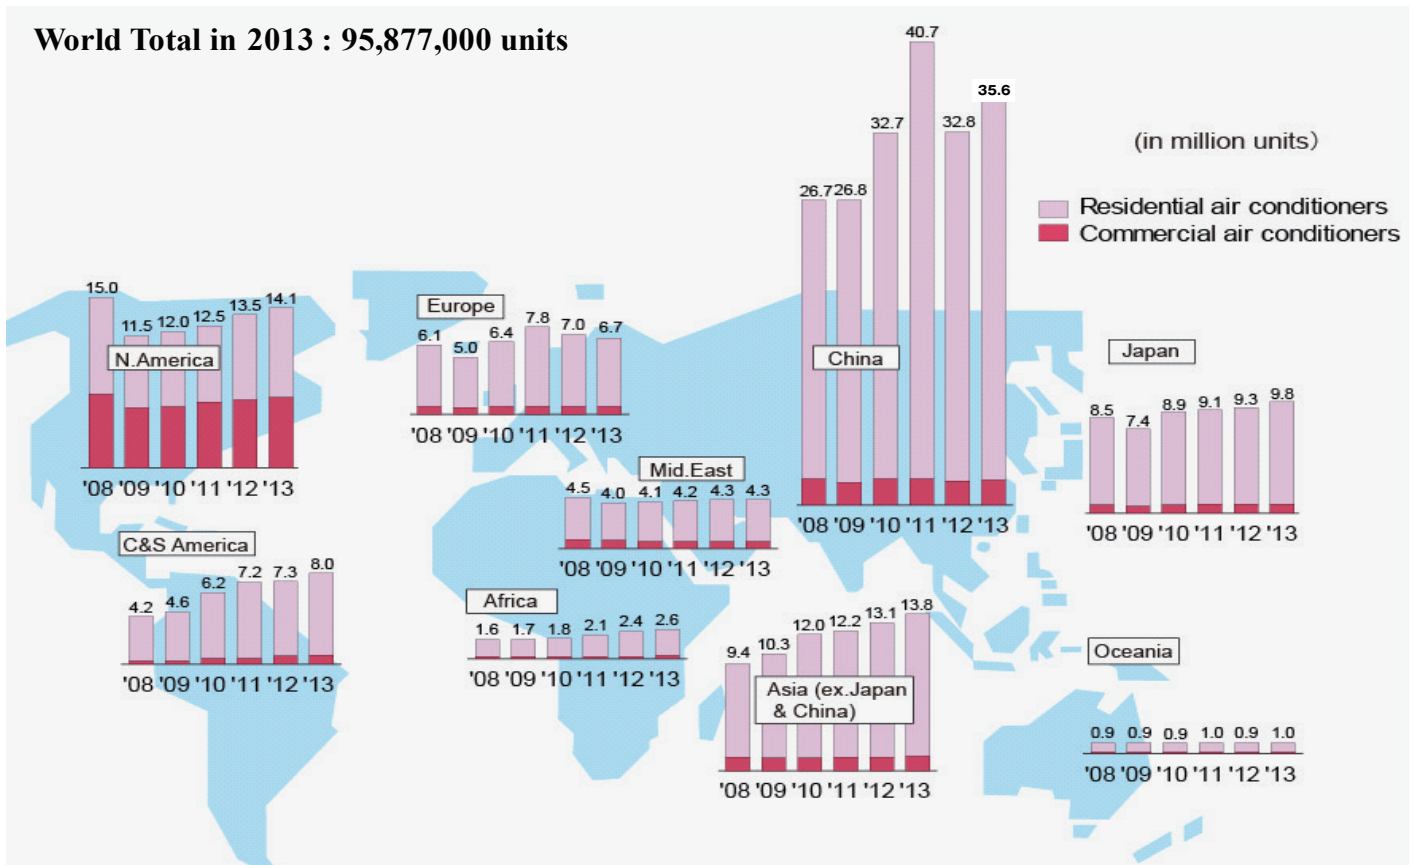 World Total in 2013 : 95,877,000 units
(in million units)
Residential air conditioners
Commercial air conditioners
N.America
15.0 11.5 12.0 12.5 13.5 14.1
'08 '09 '10 '11 '12 '13
Europe
6.1 5.0 6.4 7.8 7.0 6.7
'08 '09 '10 '11 '12 '13
China
26.7 26.8 32.7 40.7 32.8 35.6
'08 '09 '10 '11 '12 '13
Japan
8.5 7.4 8.9 9.1 9.3 9.8
'08 '09 '10 '11 '12 '13
Mid.East
4.5 4.0 4.1 4.2 4.3 4.3
'08 '09 '10 '11 '12 '13
C&S America
4.2 4.6 6.2 7.2 7.3 8.0
'08 '09 '10 '11 '12 '13
Africa
1.6 1.7 1.8 2.1 2.4 2.6
'08 '09 '10 '11 '12 '13
Asia (ex.Japan
& China)
9.4 10.3 12.0 12.2 13.1 13.8
'08 '09 '10 '11 '12 '13
Oceania
0.9 0.9 0.9 1.0 0.9 1.0
'08 '09 '10 '11 '12 '13